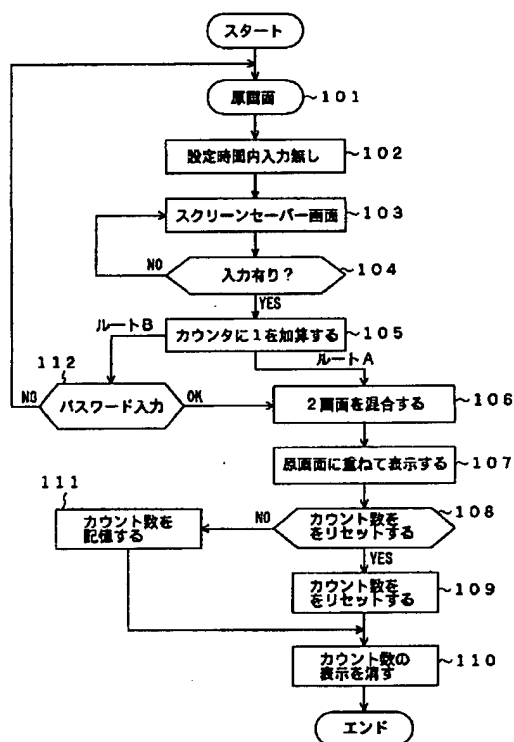 スタート
原画面
101
設定時間内入力無し
102
スクリーンセーバー画面
103
NO
入力有り?
104
YES
ルートB
カウンタに1を加算する
105
ルートA
112
NO
パスワード入力
OK
2画面を混合する
106
原画面に重ねて表示する
107
111
カウント数を
記憶する
NO
カウント数を
をリセットする
108
YES
カウント数を
をリセットする
109
カウント数の
表示を消す
110
エンド